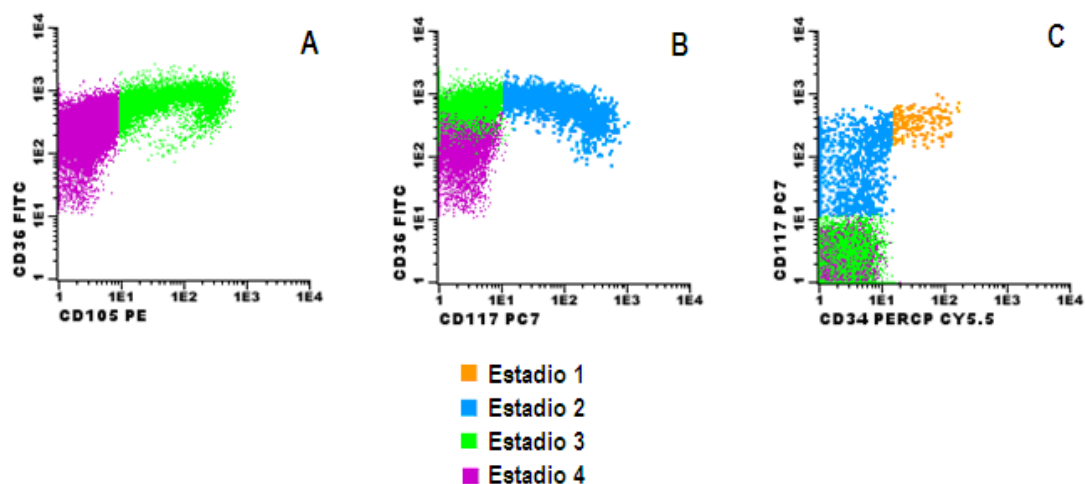 A
1E4
1E3
1E2
1E1
1
CD36 FITC
1
1E1
1E2
1E3
1E4
CD105 PE
B
1E4
1E3
1E2
1E1
1
CD36 FITC
1
1E1
1E2
1E3
1E4
CD117 PC7
C
1E4
1E3
1E2
1E1
1
CD117 PC7
1
1E1
1E2
1E3
1E4
CD34 PERCP CY5.5
Estadio 1
Estadio 2
Estadio 3
Estadio 4